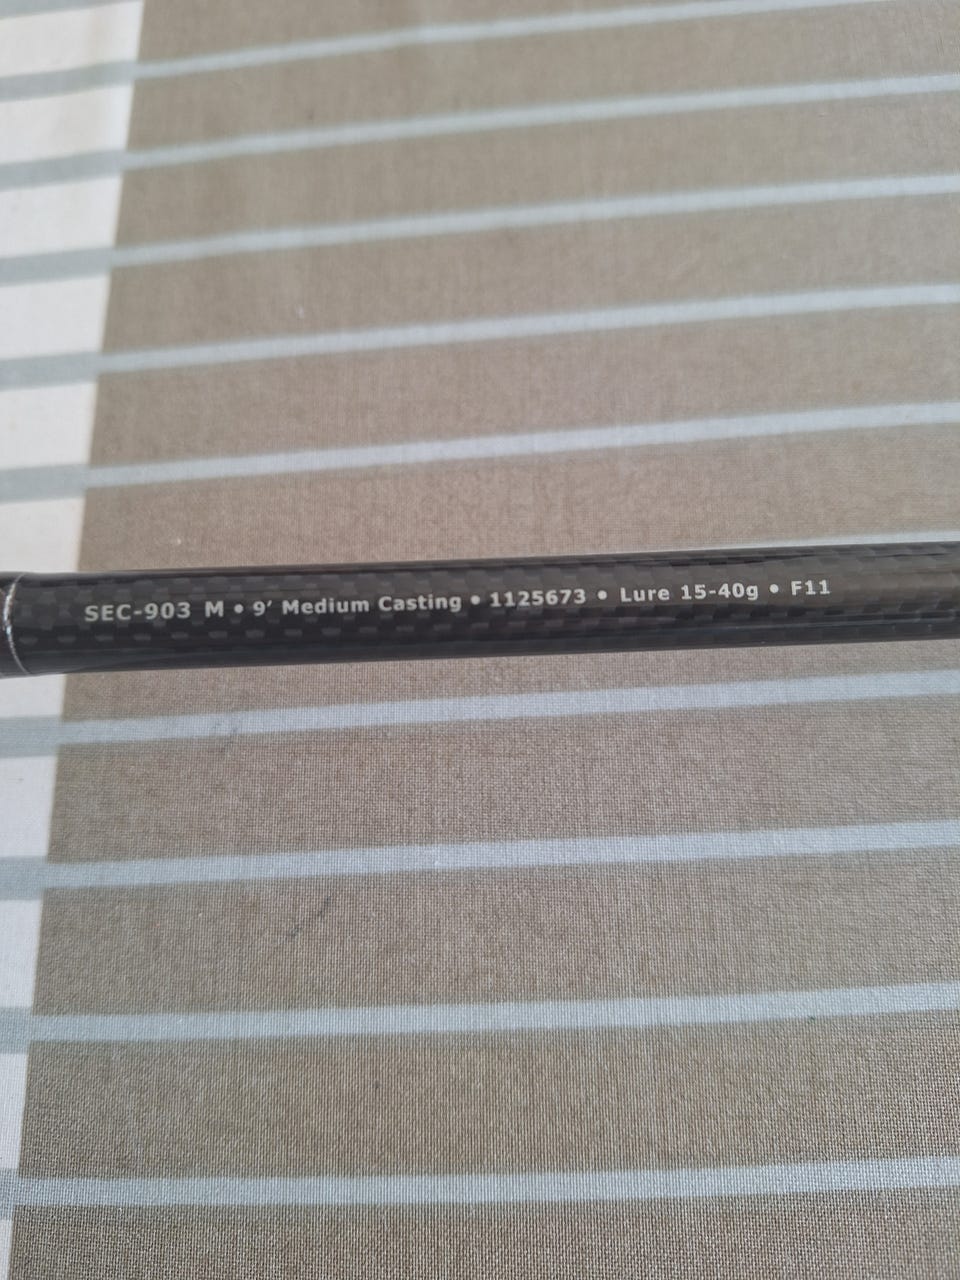 SEC-903 M • 9' Medium Casting • 1125673 • Lure 15-40g • F11